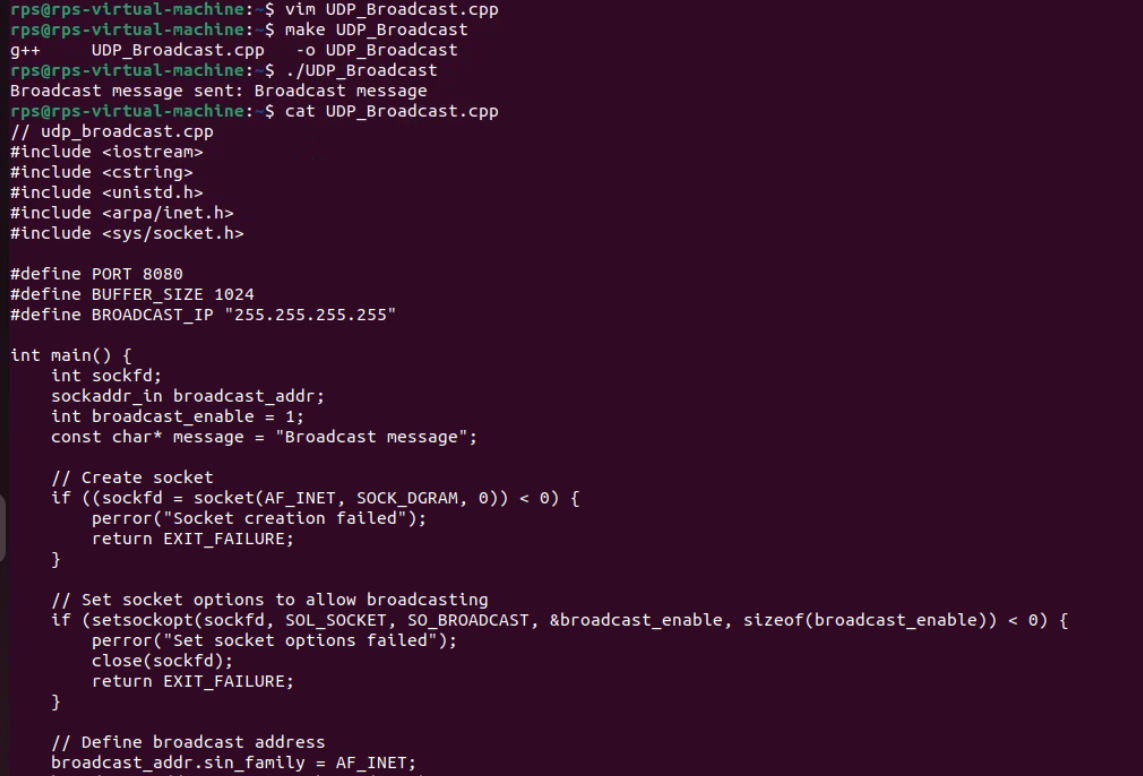 rps@rps-virtual-machine:~$ vim UDP_Broadcast.cpp
rps@rps-virtual-machine:~$ make UDP_Broadcast
g++     UDP_Broadcast.cpp   -o UDP_Broadcast
rps@rps-virtual-machine:~$ ./UDP_Broadcast
Broadcast message sent: Broadcast message
rps@rps-virtual-machine:~$ cat UDP_Broadcast.cpp
// udp_broadcast.cpp
#include <iostream>
#include <cstring>
#include <unistd.h>
#include <arpa/inet.h>
#include <sys/socket.h>

#define PORT 8080
#define BUFFER_SIZE 1024
#define BROADCAST_IP "255.255.255.255"

int main() {
    int sockfd;
    sockaddr_in broadcast_addr;
    int broadcast_enable = 1;
    const char* message = "Broadcast message";

    // Create socket
    if ((sockfd = socket(AF_INET, SOCK_DGRAM, 0)) < 0) {
        perror("Socket creation failed");
        return EXIT_FAILURE;
    }

    // Set socket options to allow broadcasting
    if (setsockopt(sockfd, SOL_SOCKET, SO_BROADCAST, &broadcast_enable, sizeof(broadcast_enable)) < 0) {
        perror("Set socket options failed");
        close(sockfd);
        return EXIT_FAILURE;
    }

    // Define broadcast address
    broadcast_addr.sin_family = AF_INET;